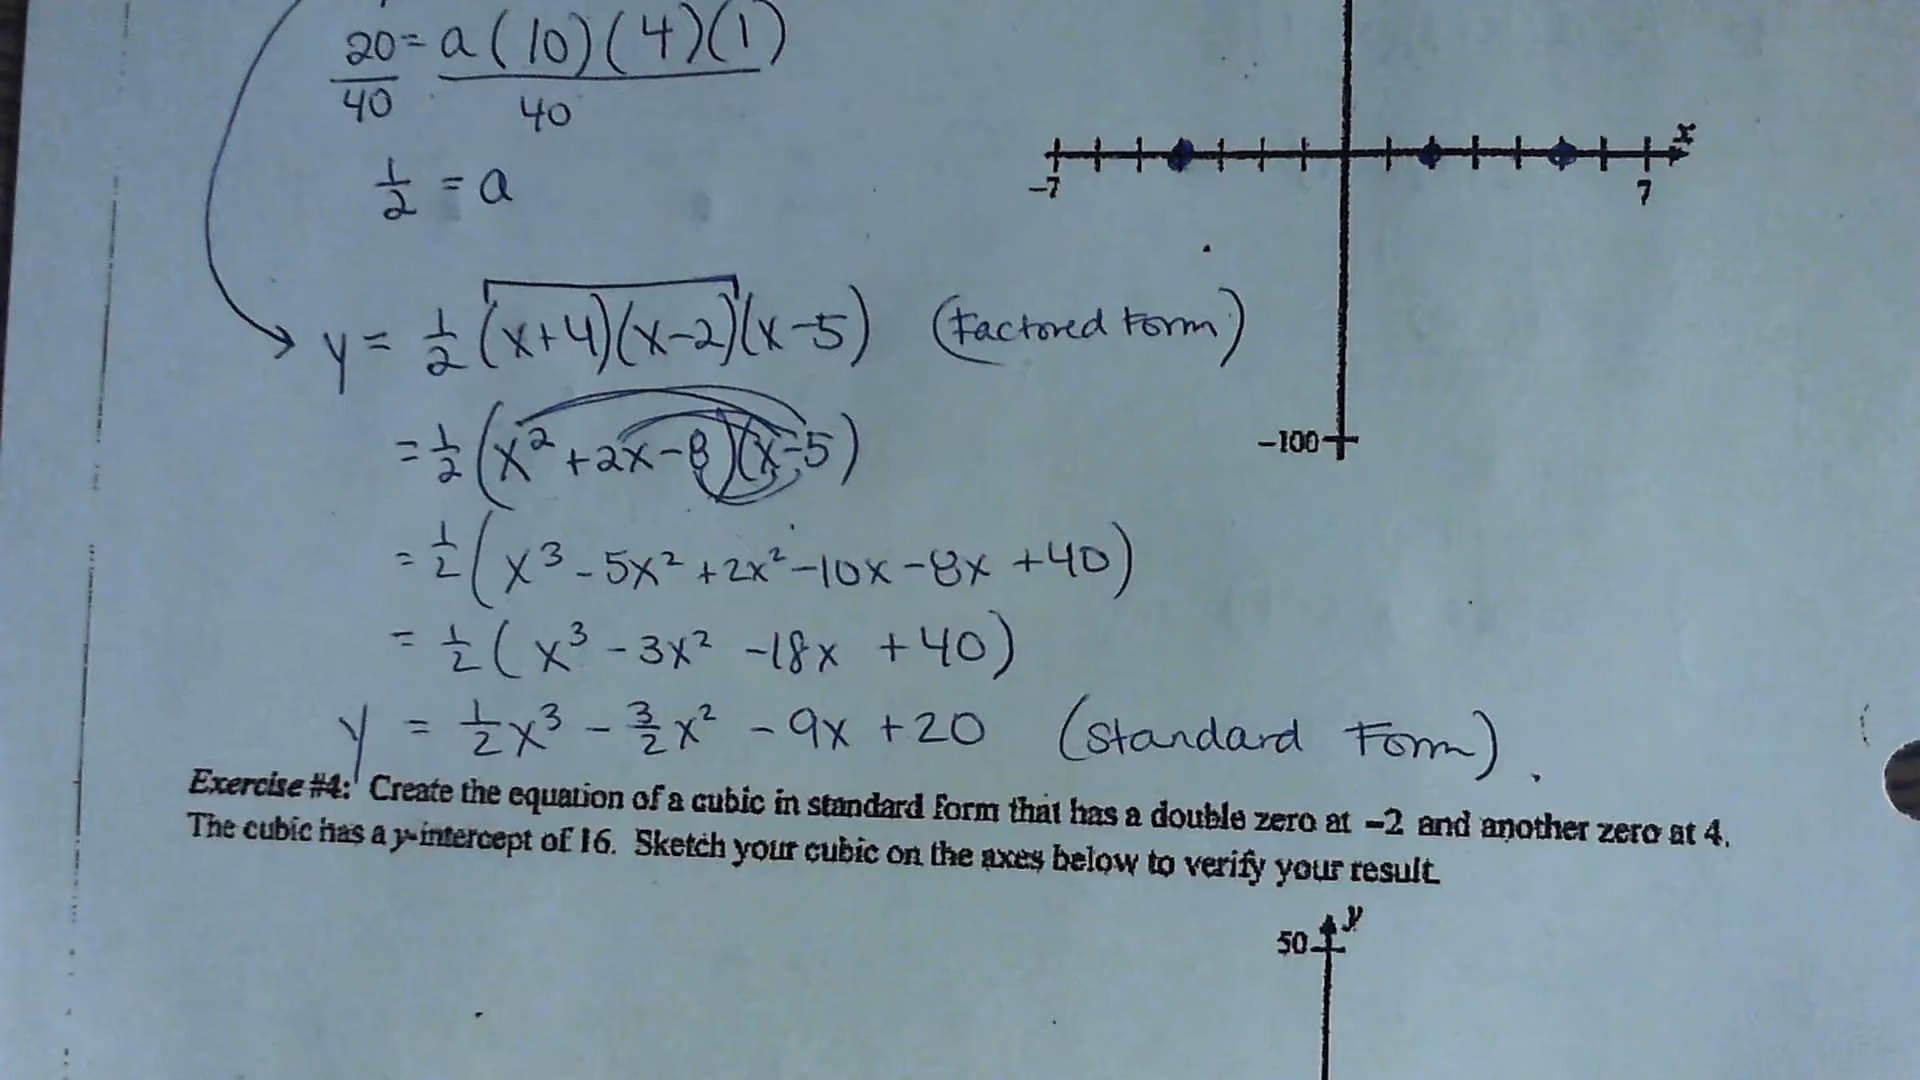 20 = a(10)(4)(1)
40 40
1/2 = a
x
-7 7
y = 1/2(x+4)(x-2)(x-5) (Factored Form)
= 1/2(x² +2x-8)(x-5)
-100
= 1/2(x³ - 5x² + 2x² - 10x - 8x + 40)
= 1/2(x³ - 3x² - 18x + 40)
y = 1/2x³ - 3/2x² - 9x + 20 (Standard Form).
Exercise #4: Create the equation of a cubic in standard form that has a double zero at -2 and another zero at 4.
The cubic has a y-intercept of 16. Sketch your cubic on the axes below to verify your result.
y
50